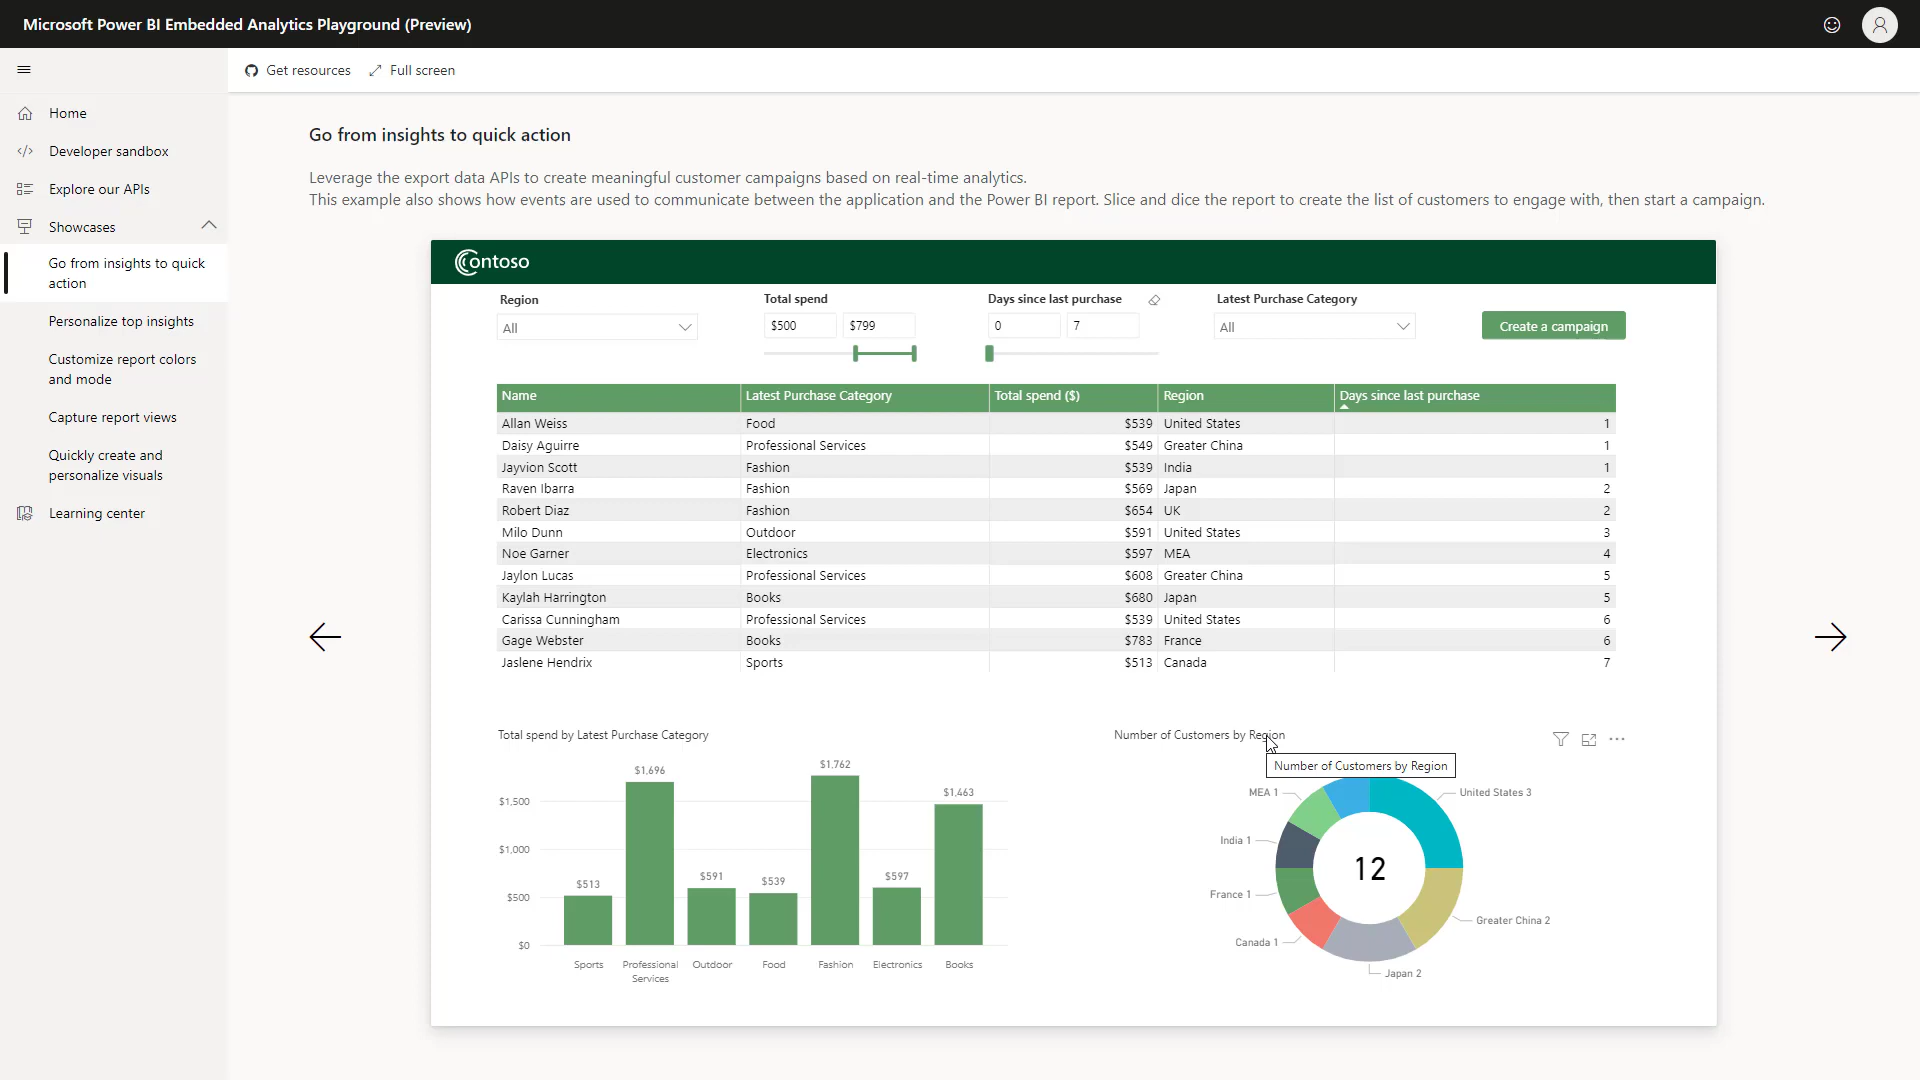 Microsoft Power BI Embedded Analytics Playground (Preview)
Get resources
Full screen
Home
Developer sandbox
Explore our APIs
Showcases
Go from insights to quick
action
Personalize top insights
Customize report colors
and mode
Capture report views
Quickly create and
personalize visuals
Learning center
Go from insights to quick action
Leverage the export data APIs to create meaningful customer campaigns based on real-time analytics.
This example also shows how events are used to communicate between the application and the Power BI report. Slice and dice the report to create the list of customers to engage with, then start a campaign.
Contoso
Region
All
Total spend
$500 $799
Days since last purchase
0 7
Latest Purchase Category
All
Create a campaign
Name Latest Purchase Category Total spend ($) Region Days since last purchase
Allan Weiss Food $539 United States 1
Daisy Aguirre Professional Services $549 Greater China 1
Jayvion Scott Fashion $539 India 1
Raven Ibarra Fashion $569 Japan 2
Robert Diaz Fashion $654 UK 2
Milo Dunn Outdoor $591 United States 3
Noe Garner Electronics $597 MEA 4
Jaylon Lucas Professional Services $608 Greater China 5
Kaylah Harrington Books $680 Japan 5
Carissa Cunningham Professional Services $539 United States 6
Gage Webster Books $783 France 6
Jaslene Hendrix Sports $513 Canada 7
Total spend by Latest Purchase Category
$1,500
$1,000
$500
$0
$513
$1,696
$591
$539
$1,762
$597
$1,463
Sports
Professional
Services
Outdoor
Food
Fashion
Electronics
Books
Number of Customers by Region
Number of Customers by Region
MEA 1
United States 3
India 1
12
France 1
Greater China 2
Canada 1
Japan 2